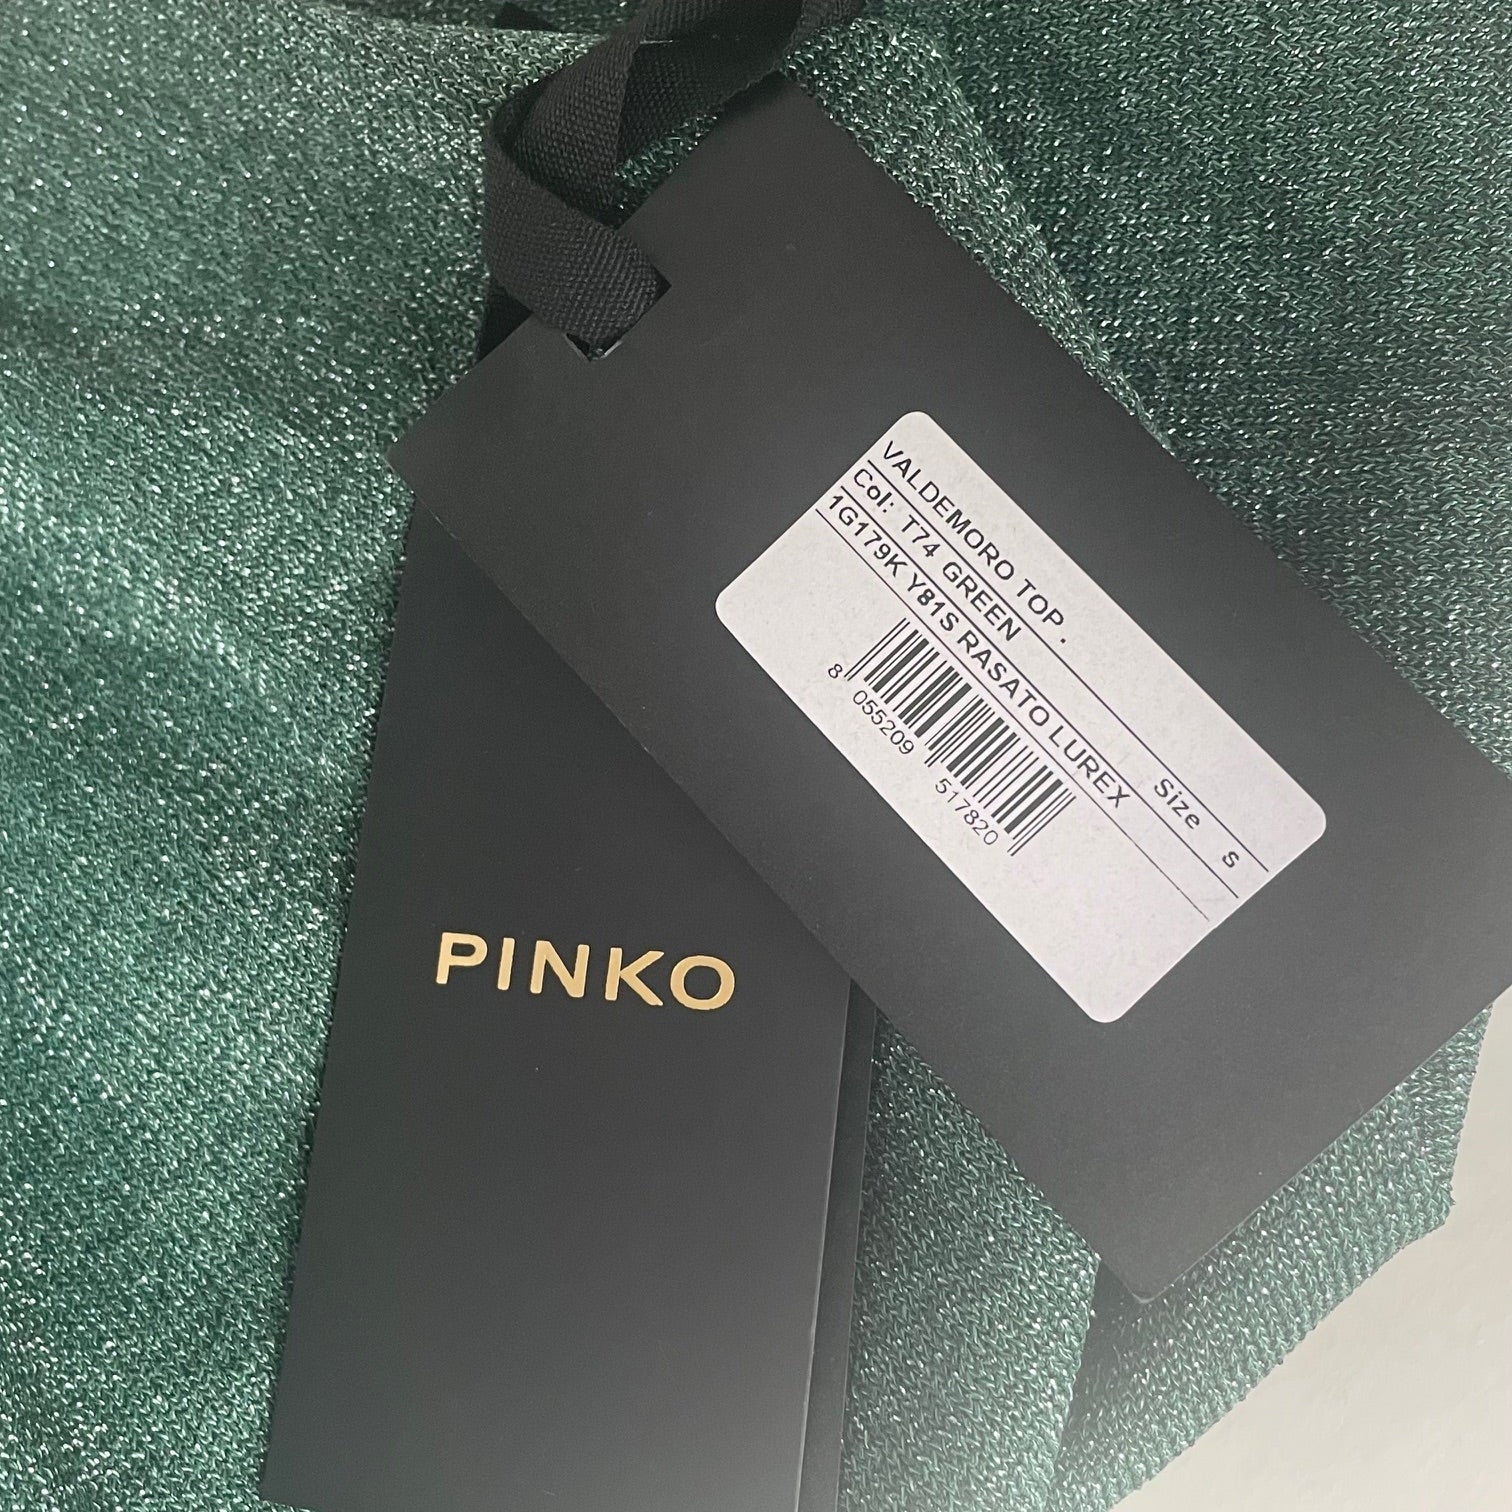 VALDEMORO TOP.
Col: T74 GREEN Size S
1G179K Y81S RASATO LUREX
8 055209 517820
PINKO